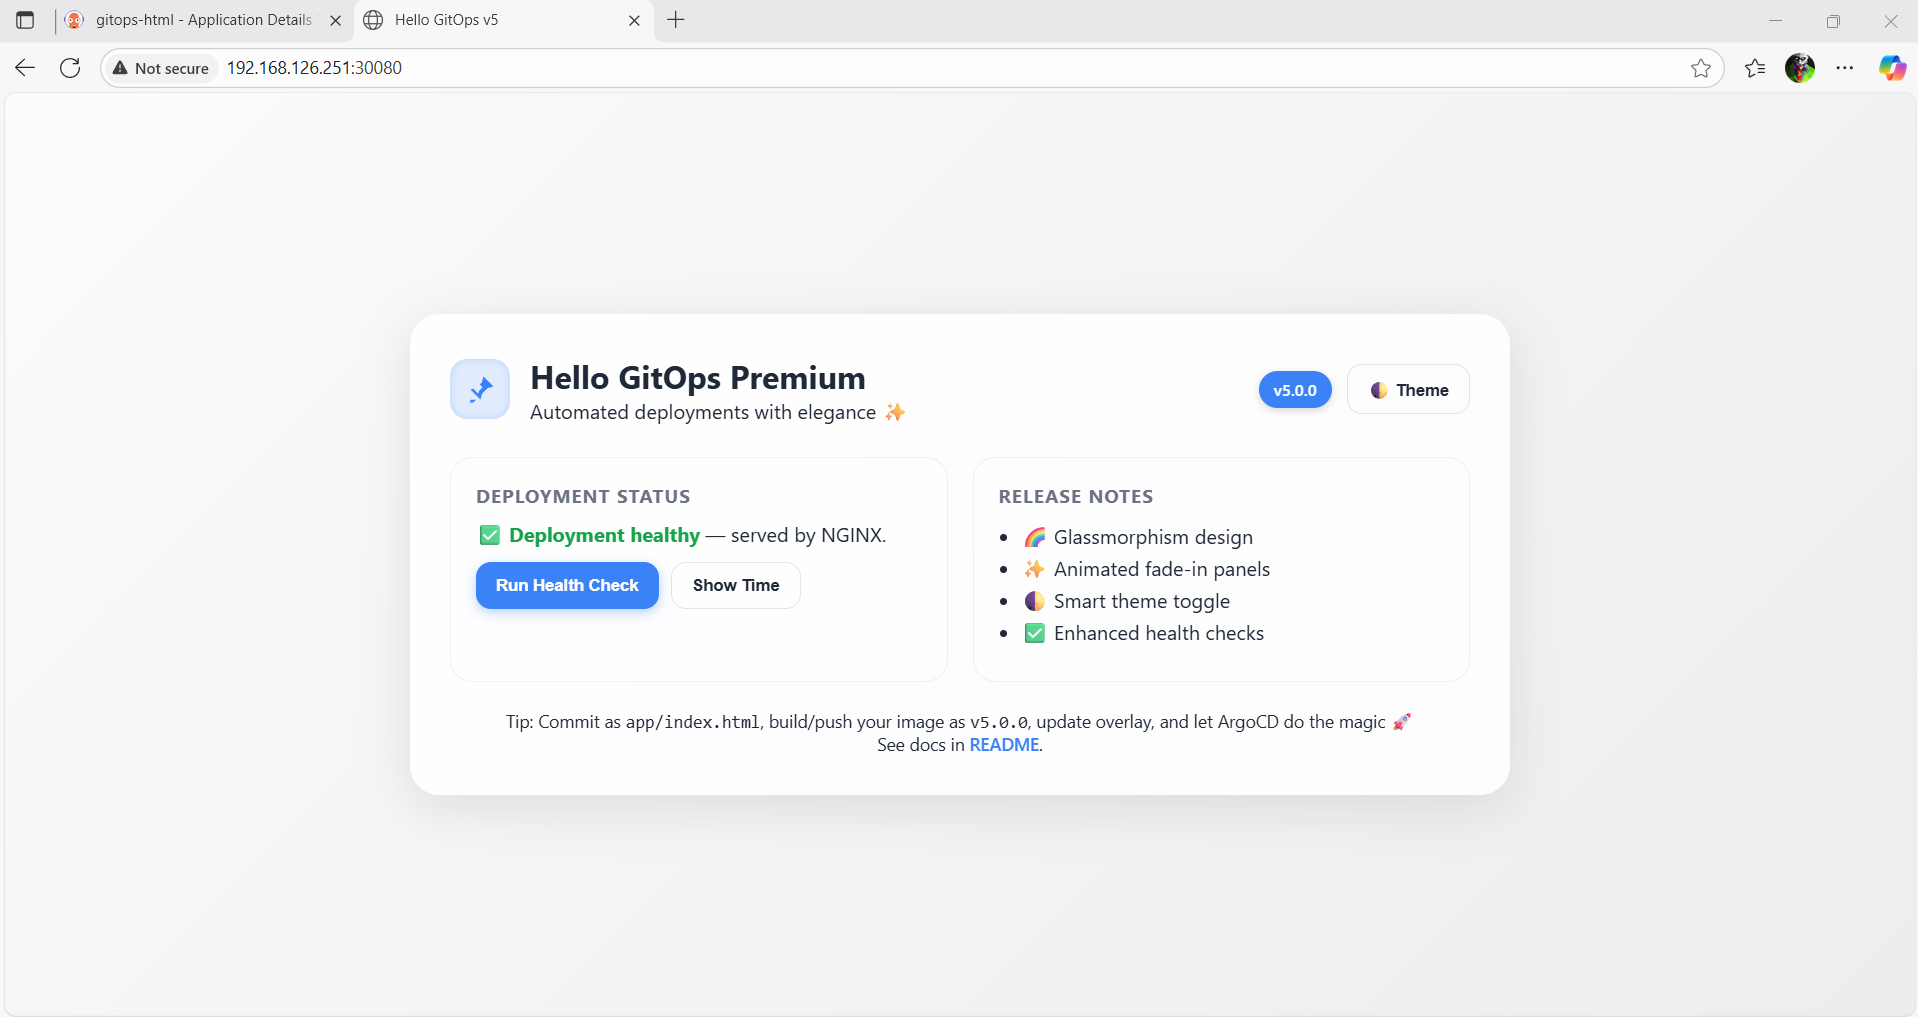 gitops-html - Application Details
Hello GitOps v5
Not secure
192.168.126.251:30080
Hello GitOps Premium
Automated deployments with elegance ✨
v5.0.0
🌓 Theme
DEPLOYMENT STATUS
✅ Deployment healthy — served by NGINX.
Run Health Check
Show Time
RELEASE NOTES
• 🌈 Glassmorphism design
• ✨ Animated fade-in panels
• 🌓 Smart theme toggle
• ✅ Enhanced health checks
Tip: Commit as app/index.html, build/push your image as v5.0.0, update overlay, and let ArgoCD do the magic 🚀
See docs in README.